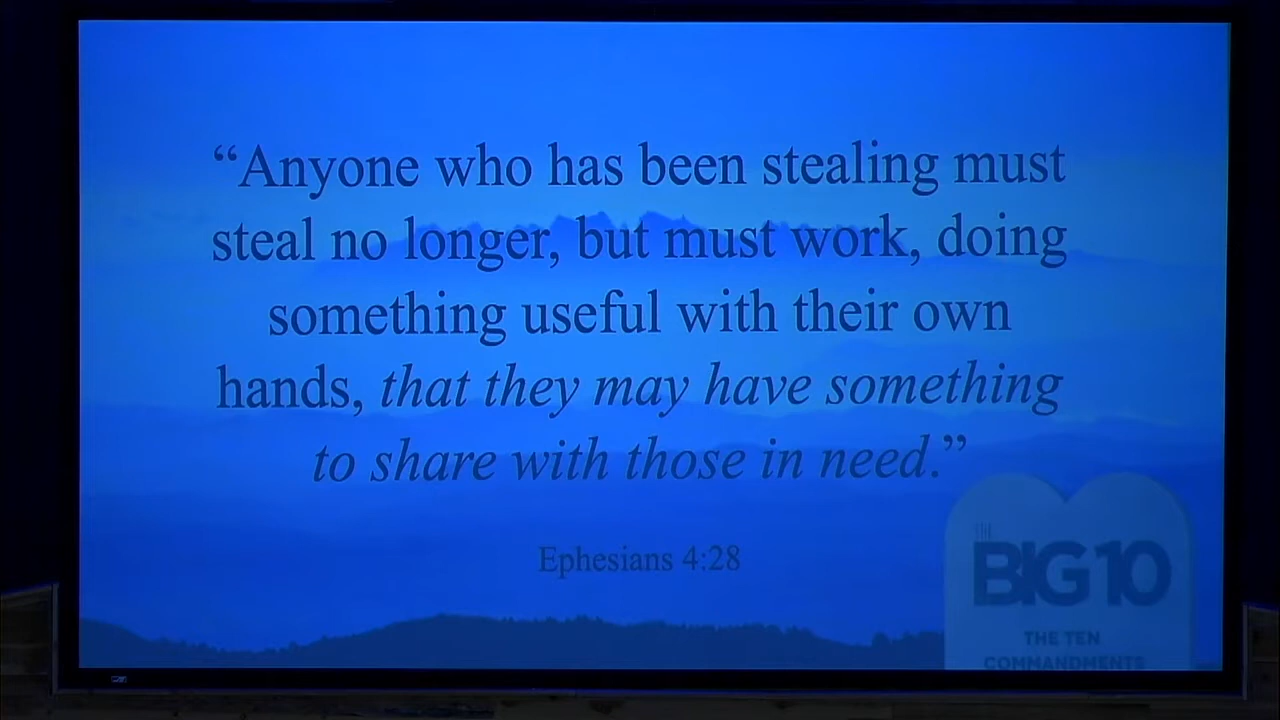 “Anyone who has been stealing must
steal no longer, but must work, doing
something useful with their own
hands, that they may have something
to share with those in need.”
Ephesians 4:28
THE
BIG 10
THE TEN
COMMANDMENTS